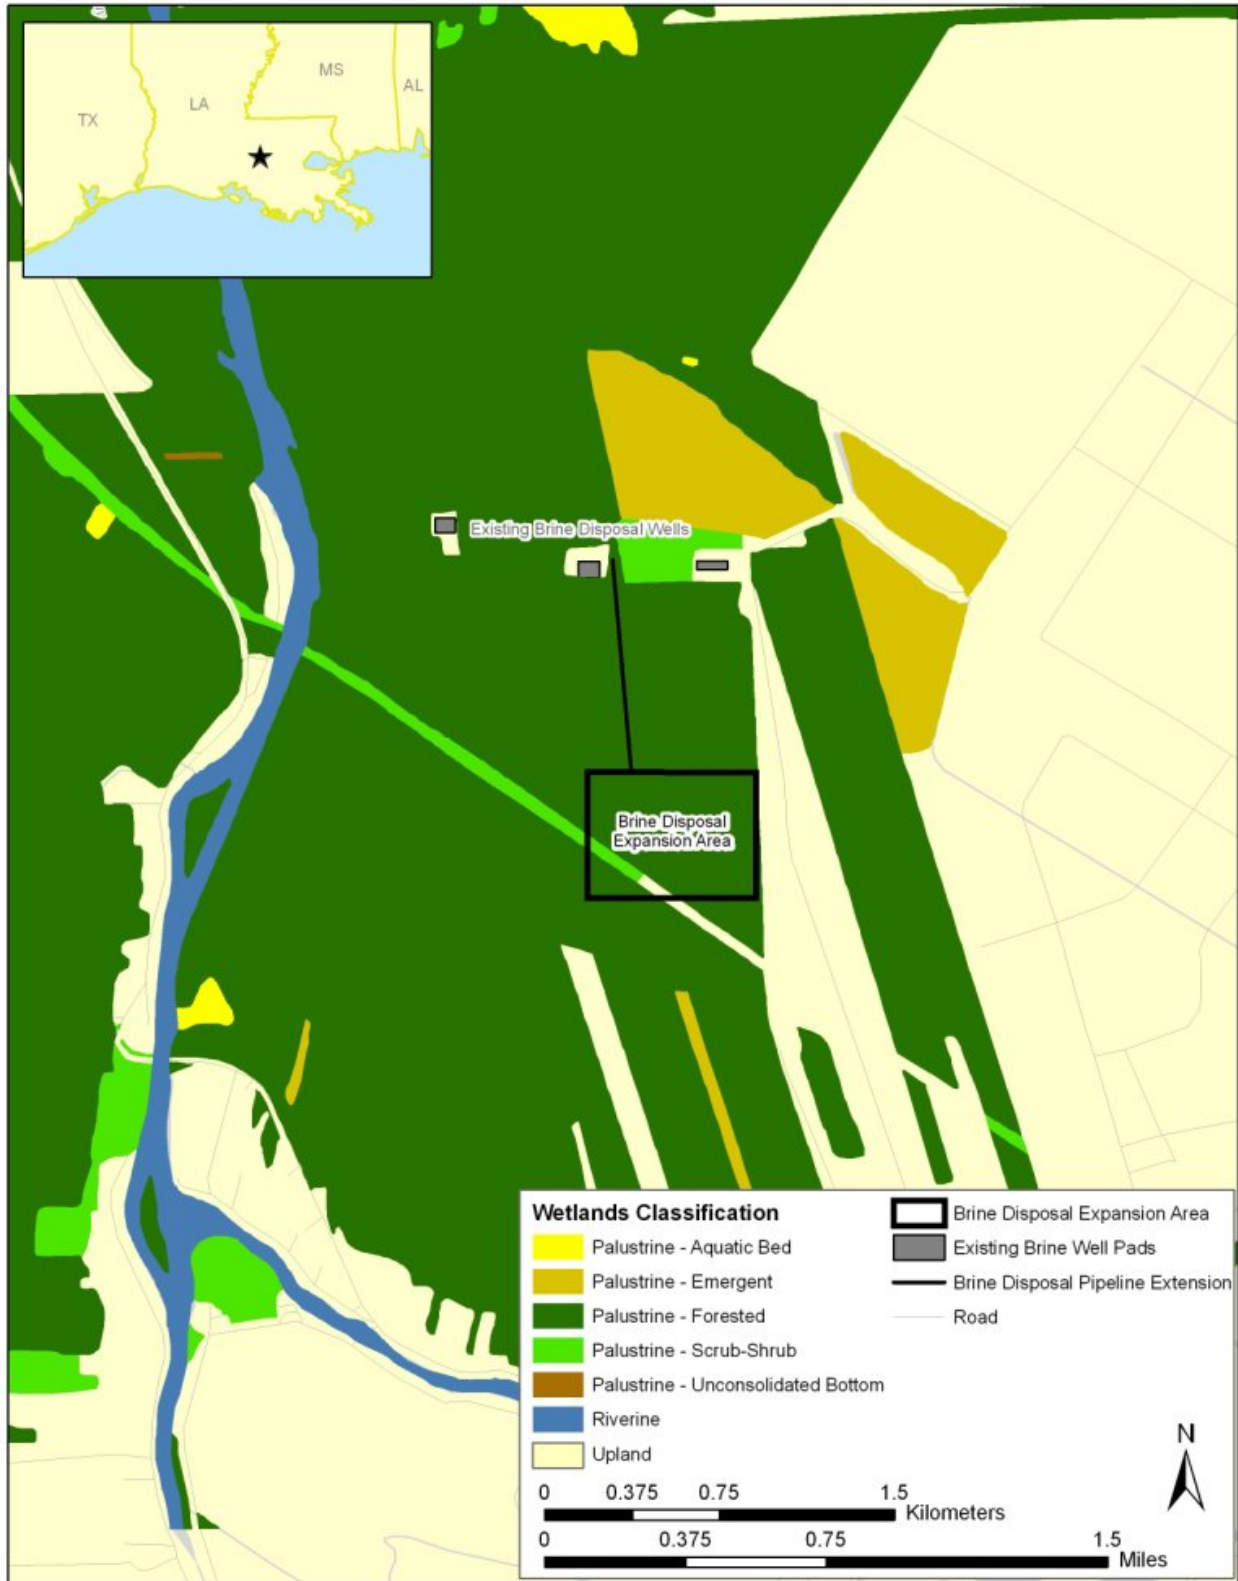 MS
AL
LA
TX
Existing Brine Disposal Wells
Brine Disposal
Expansion Area
Wetlands Classification
Palustrine - Aquatic Bed
Palustrine - Emergent
Palustrine - Forested
Palustrine - Scrub-Shrub
Palustrine - Unconsolidated Bottom
Riverine
Upland
Brine Disposal Expansion Area
Existing Brine Well Pads
Brine Disposal Pipeline Extension
Road
N
0 0.375 0.75 1.5
Kilometers
0 0.375 0.75 1.5
Miles